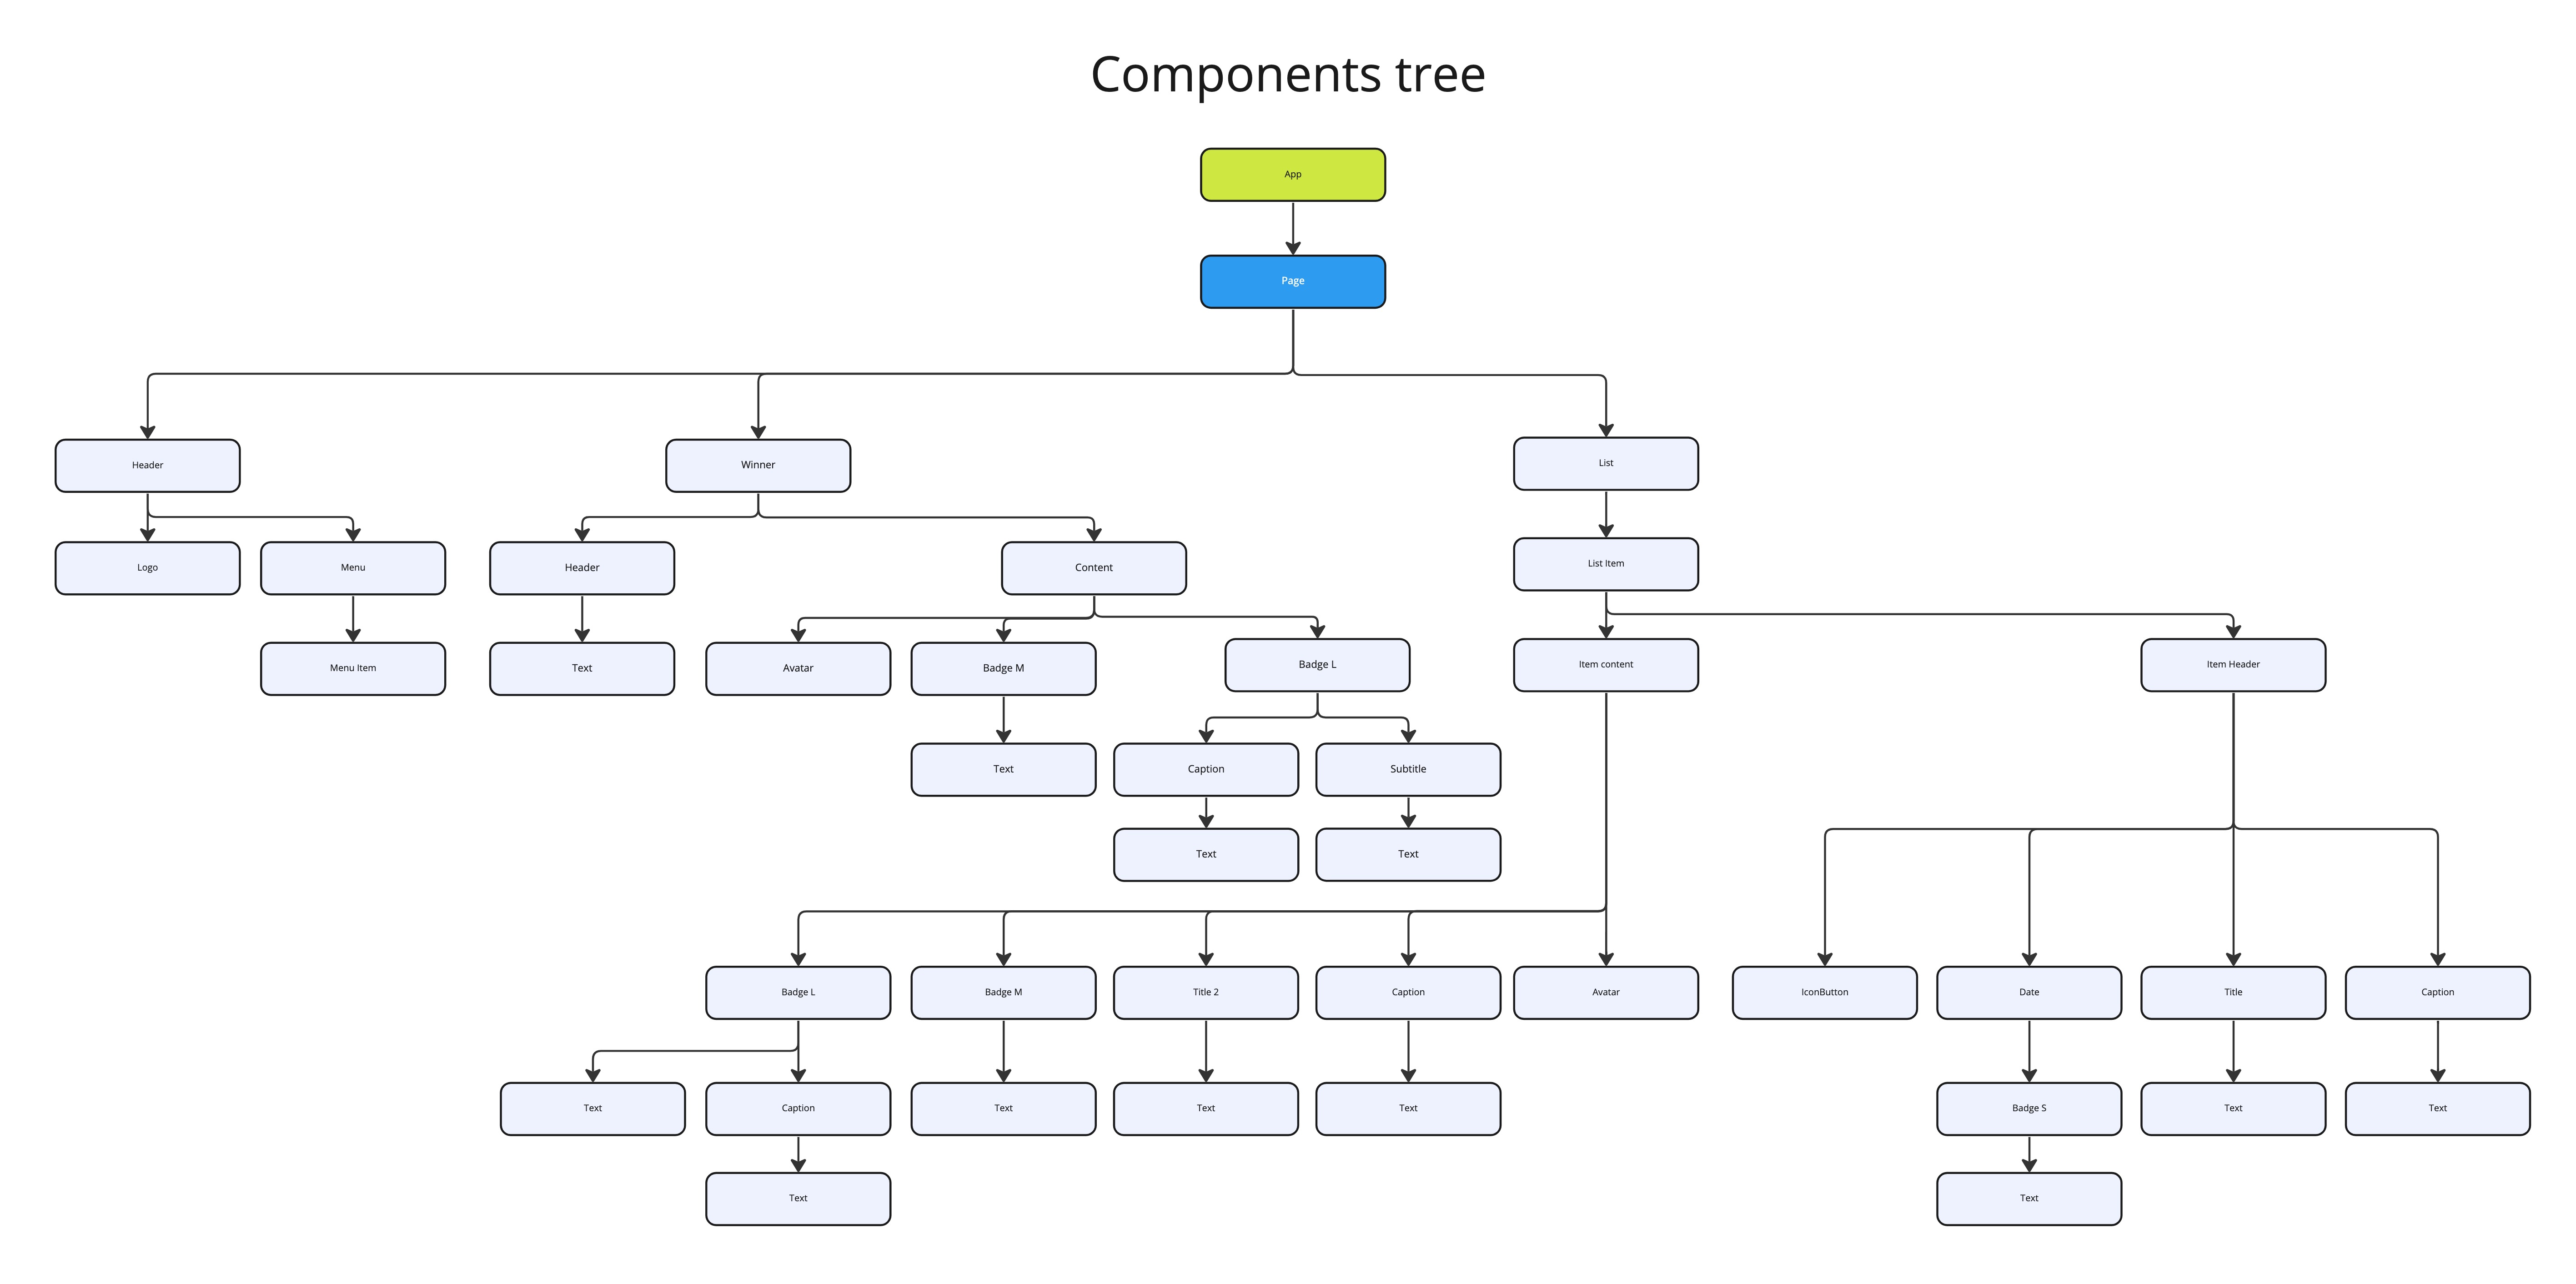 Components tree
App
Page
Header
Winner
List
Logo
Menu
Header
Content
List Item
Menu Item
Text
Avatar
Badge M
Badge L
Item content
Item Header
Text
Caption
Subtitle
Text
Text
Badge L
Badge M
Title 2
Caption
Avatar
IconButton
Date
Title
Caption
Text
Caption
Text
Text
Text
Badge S
Text
Text
Text
Text